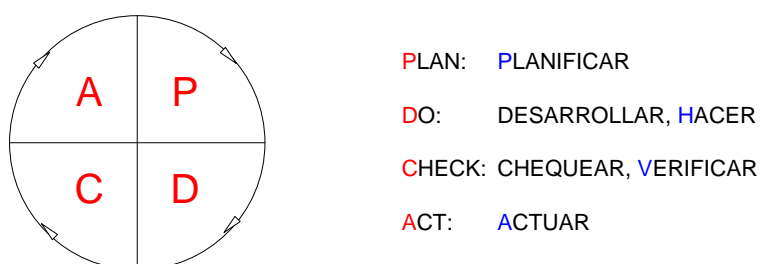 A P
C D
PLAN: PLANIFICAR
DO: DESARROLLAR, HACER
CHECK: CHEQUEAR, VERIFICAR
ACT: ACTUAR